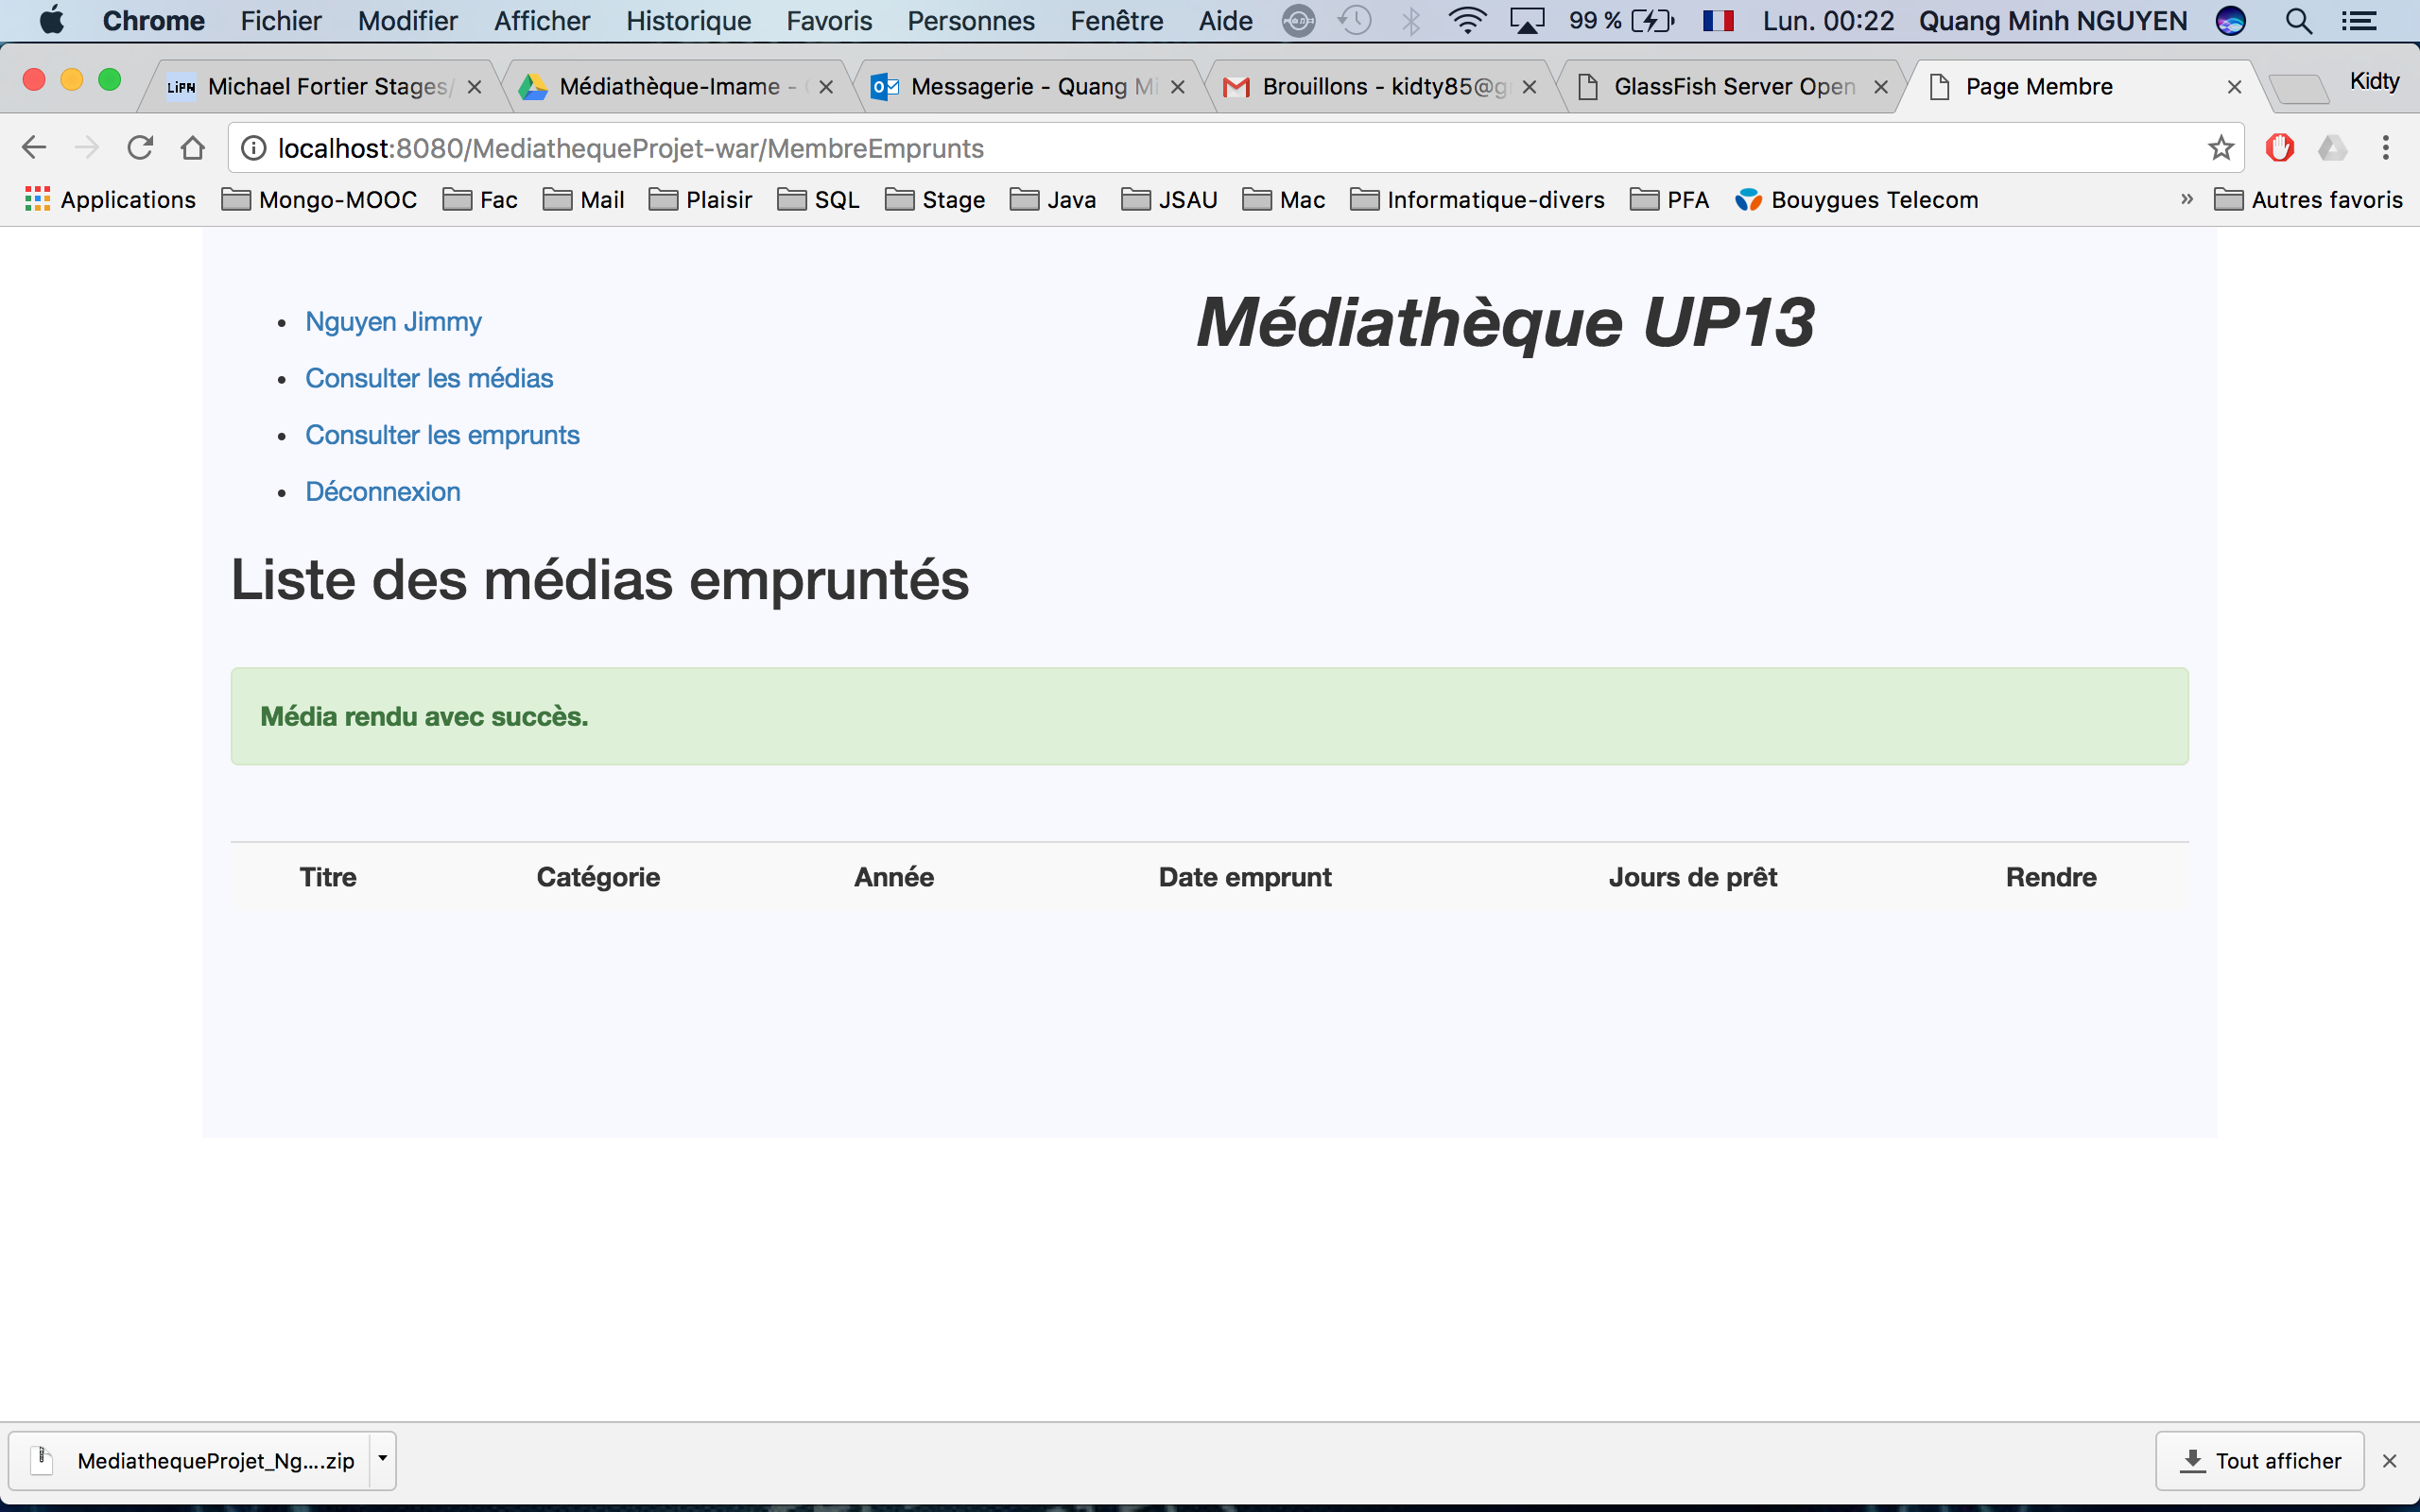 Chrome Fichier Modifier Afficher Historique Favoris Personnes Fenêtre Aide 99 % Lun. 00:22 Quang Minh NGUYEN
LiPN Michael Fortier Stages/ Médiathèque-Imame - Messagerie - Quang Mi Brouillons - kidty85@g GlassFish Server Open Page Membre Kidty
localhost:8080/MediathequeProjet-war/MembreEmprunts
Applications Mongo-MOOC Fac Mail Plaisir SQL Stage Java JSAU Mac Informatique-divers PFA Bouygues Telecom » Autres favoris
Médiathèque UP13
Nguyen Jimmy
Consulter les médias
Consulter les emprunts
Déconnexion
Liste des médias empruntés
Média rendu avec succès.
Titre Catégorie Année Date emprunt Jours de prêt Rendre
MediathequeProjet_Ng....zip Tout afficher